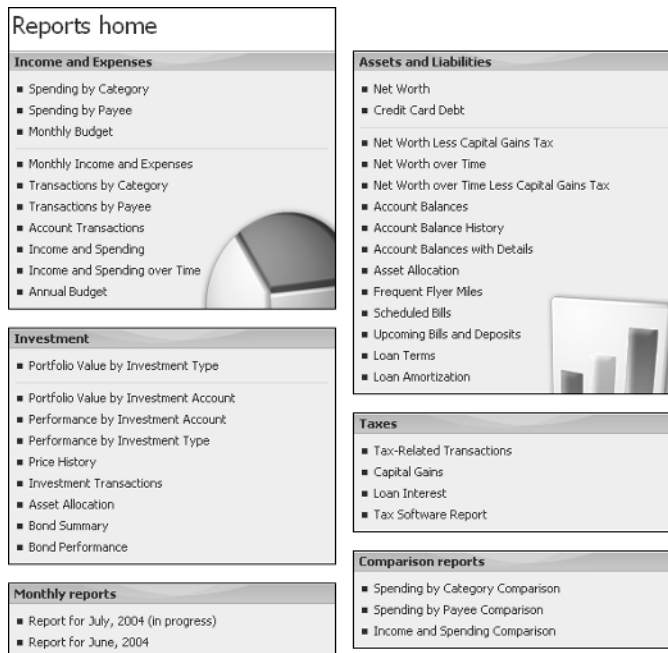 Reports home
Income and Expenses
Spending by Category
Spending by Payee
Monthly Budget
Monthly Income and Expenses
Transactions by Category
Transactions by Payee
Account Transactions
Income and Spending
Income and Spending over Time
Annual Budget
Investment
Portfolio Value by Investment Type
Portfolio Value by Investment Account
Performance by Investment Account
Performance by Investment Type
Price History
Investment Transactions
Asset Allocation
Bond Summary
Bond Performance
Monthly reports
Report for July, 2004 (in progress)
Report for June, 2004
Assets and Liabilities
Net Worth
Credit Card Debt
Net Worth Less Capital Gains Tax
Net Worth over Time
Net Worth over Time Less Capital Gains Tax
Account Balances
Account Balance History
Account Balances with Details
Asset Allocation
Frequent Flyer Miles
Scheduled Bills
Upcoming Bills and Deposits
Loan Terms
Loan Amortization
Taxes
Tax-Related Transactions
Capital Gains
Loan Interest
Tax Software Report
Comparison reports
Spending by Category Comparison
Spending by Payee Comparison
Income and Spending Comparison